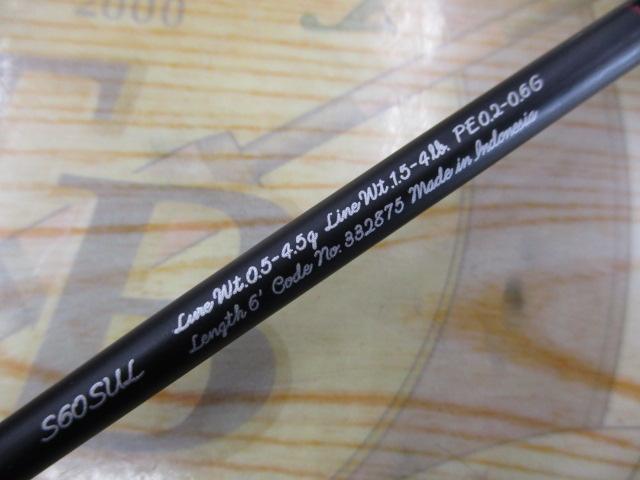 2000
B
S60SUL
Lure Wt.0.5-4.5g Line Wt.1.5-4lb. PE0.2-0.6G
Length 6' Code No.332875 Made in Indonesia